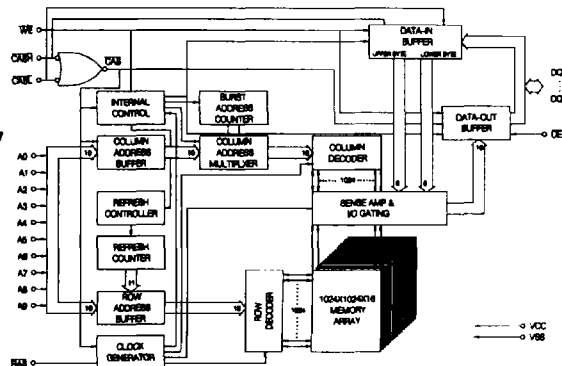 WE
CASH
CASL
CAS
DATA-IN
BUFFER
UPPER BYTE
LOWER BYTE
DQ
DQ
INTERNAL
CONTROL
BURST
ADDRESS
COUNTER
DATA-OUT
BUFFER
OE
16
COLUMN
ADDRESS
BUFFER
10
10
COLUMN
ADDRESS
MULTIPLXER
10
COLUMN
DECODER
1024
8
8
SENSE AMP &
I/O GATING
A0
A1
A2
A3
A4
A5
A6
A7
A8
A9
REFRESH
CONTROLLER
REFRESH
COUNTER
10
ROW
ADDRESS
BUFFER
10
ROW
DECODER
1024
1024X1024X16
MEMORY
ARRAY
CLOCK
GENERATOR
RAS
VCC
VSS